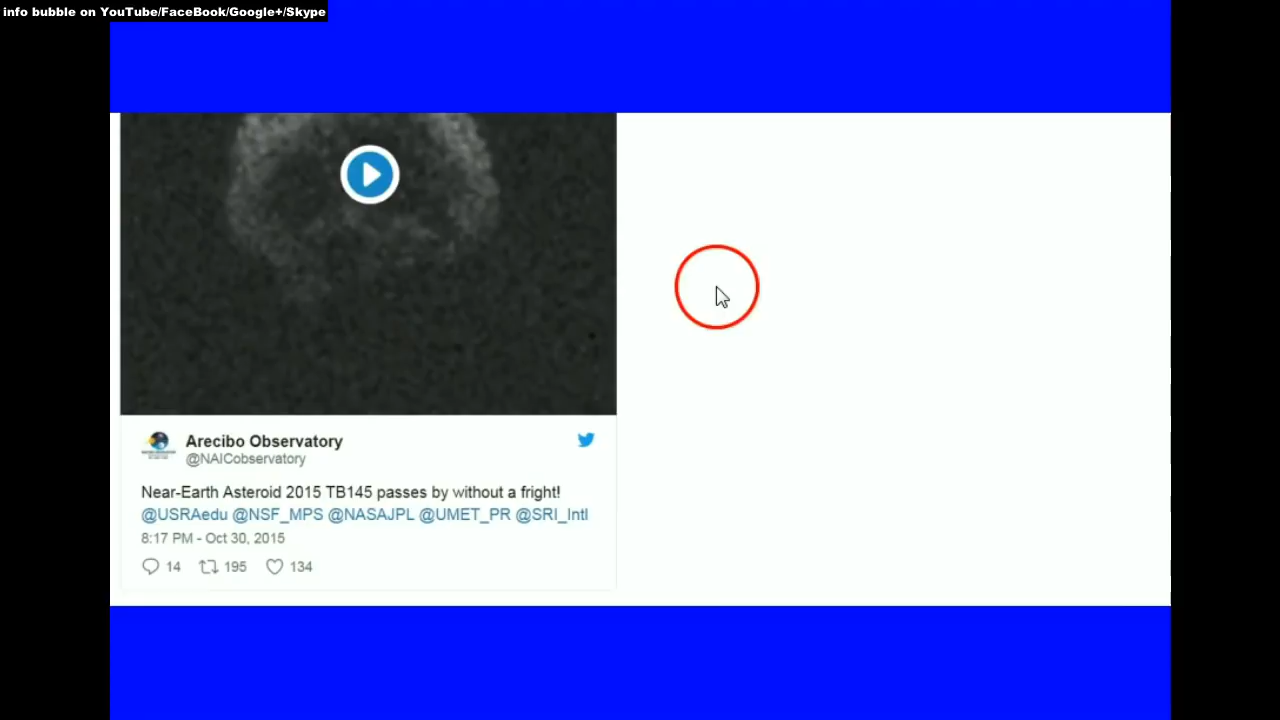 info bubble on YouTube/FaceBook/Google+/Skype
Arecibo Observatory
@NAICobservatory
Near-Earth Asteroid 2015 TB145 passes by without a fright!
@USRAedu @NSF_MPS @NASAJPL @UMET_PR @SRI_Intl
8:17 PM - Oct 30, 2015
14 195 134